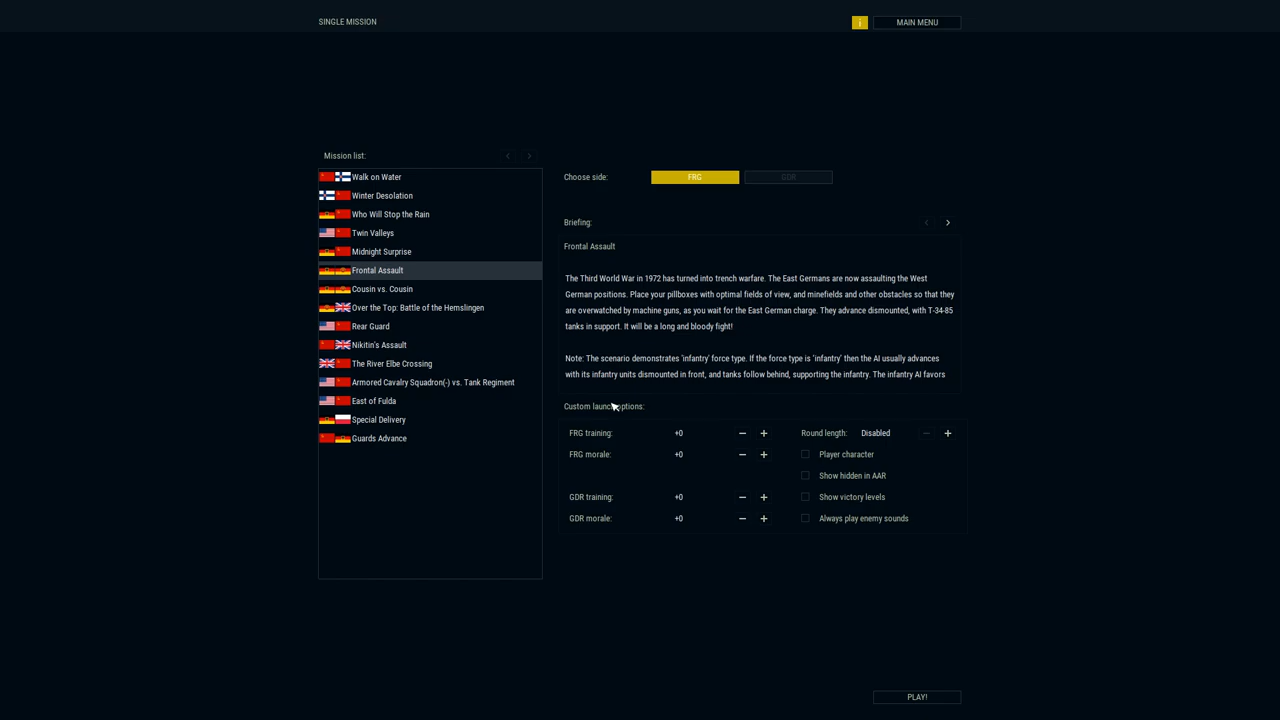 SINGLE MISSION
i
MAIN MENU
Mission list:
Walk on Water
Winter Desolation
Who Will Stop the Rain
Twin Valleys
Midnight Surprise
Frontal Assault
Cousin vs. Cousin
Over the Top: Battle of the Hemslingen
Rear Guard
Nikitin's Assault
The River Elbe Crossing
Armored Cavalry Squadron(-) vs. Tank Regiment
East of Fulda
Special Delivery
Guards Advance
Choose side:
FRG
GDR
Briefing:
Frontal Assault
The Third World War in 1972 has turned into trench warfare. The East Germans are now assaulting the West
German positions. Place your pillboxes with optimal fields of view, and minefields and other obstacles so that they
are overwatched by machine guns, as you wait for the East German charge. They advance dismounted, with T-34-85
tanks in support. It will be a long and bloody fight!
Note: The scenario demonstrates 'infantry' force type. If the force type is 'infantry' then the AI usually advances
with its infantry units dismounted in front, and tanks follow behind, supporting the infantry. The infantry AI favors
Custom launch options:
FRG training: +0
FRG morale: +0
GDR training: +0
GDR morale: +0
Round length: Disabled
Player character
Show hidden in AAR
Show victory levels
Always play enemy sounds
PLAY!